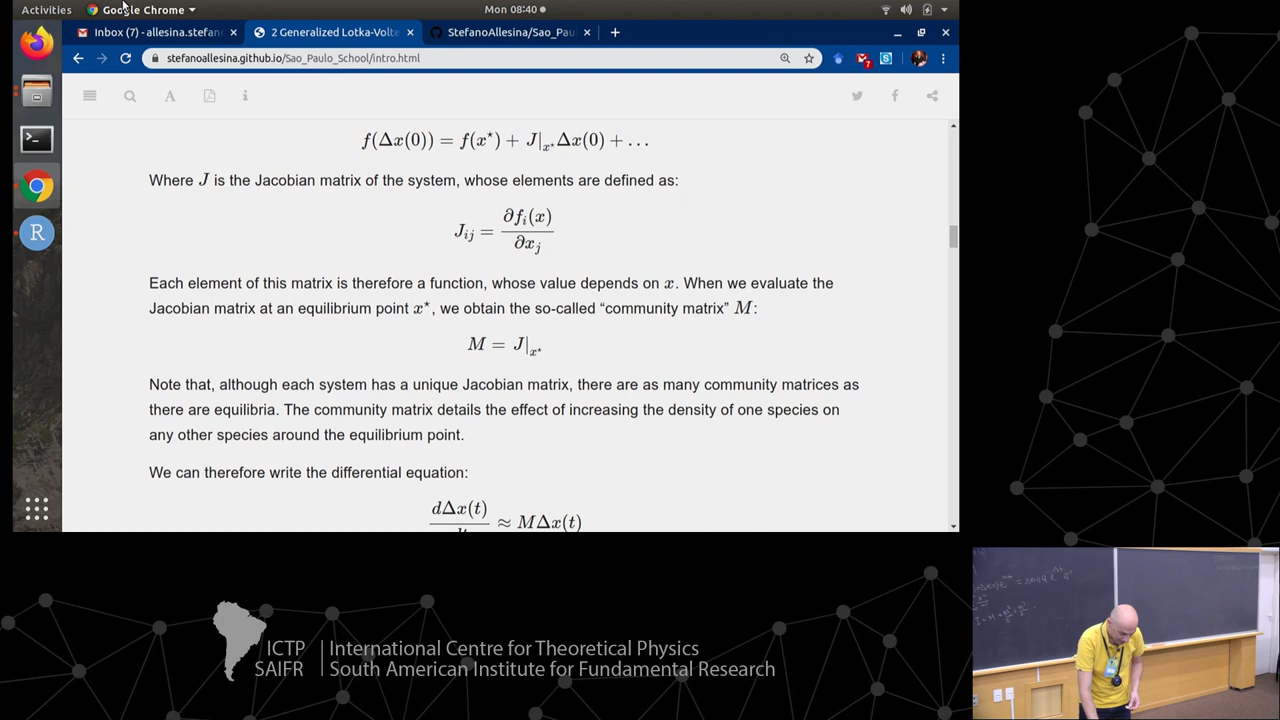 Activities
Google Chrome
Mon 08:40
Inbox (7) - allesina.stefan
2 Generalized Lotka-Volte
StefanoAllesina/Sao_Pau
stefanoallesina.github.io/Sao_Paulo_School/intro.html
f(Δx(0)) = f(x⋆) + J|x⋆ Δx(0) + …
Where J is the Jacobian matrix of the system, whose elements are defined as:
Jij = ∂fi(x) / ∂xj
Each element of this matrix is therefore a function, whose value depends on x. When we evaluate the
Jacobian matrix at an equilibrium point x⋆, we obtain the so-called “community matrix” M:
M = J|x⋆
Note that, although each system has a unique Jacobian matrix, there are as many community matrices as
there are equilibria. The community matrix details the effect of increasing the density of one species on
any other species around the equilibrium point.
We can therefore write the differential equation:
dΔx(t) / dt ≈ MΔx(t)
ICTP | International Centre for Theoretical Physics
SAIFR | South American Institute for Fundamental Research